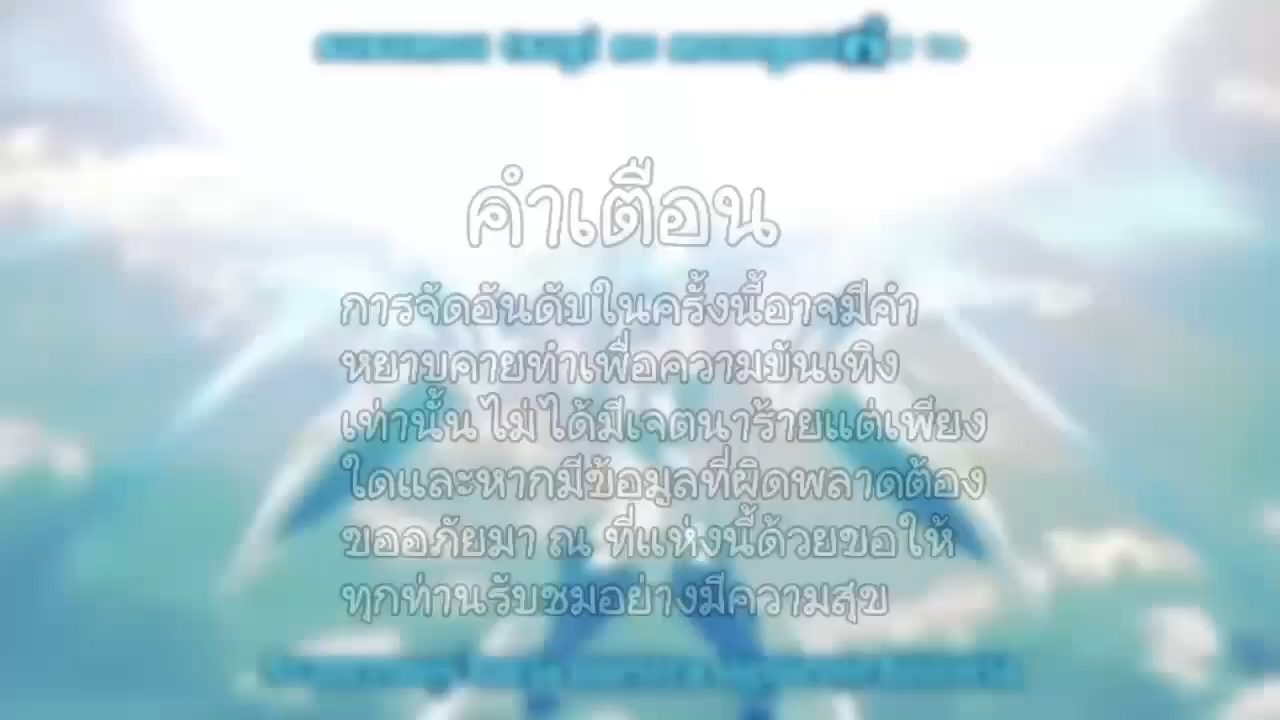 คำเตือน
การจัดอันดับในครั้งนี้อาจมีคำ
หยาบคายทำเพื่อความบันเทิง
เท่านั้นไม่ได้มีเจตนาร้ายแต่เพียง
ใดและหากมีข้อมูลที่ผิดพลาดต้อง
ขออภัยมา ณ ที่แห่งนี้ด้วยขอให้
ทุกท่านรับชมอย่างมีความสุข